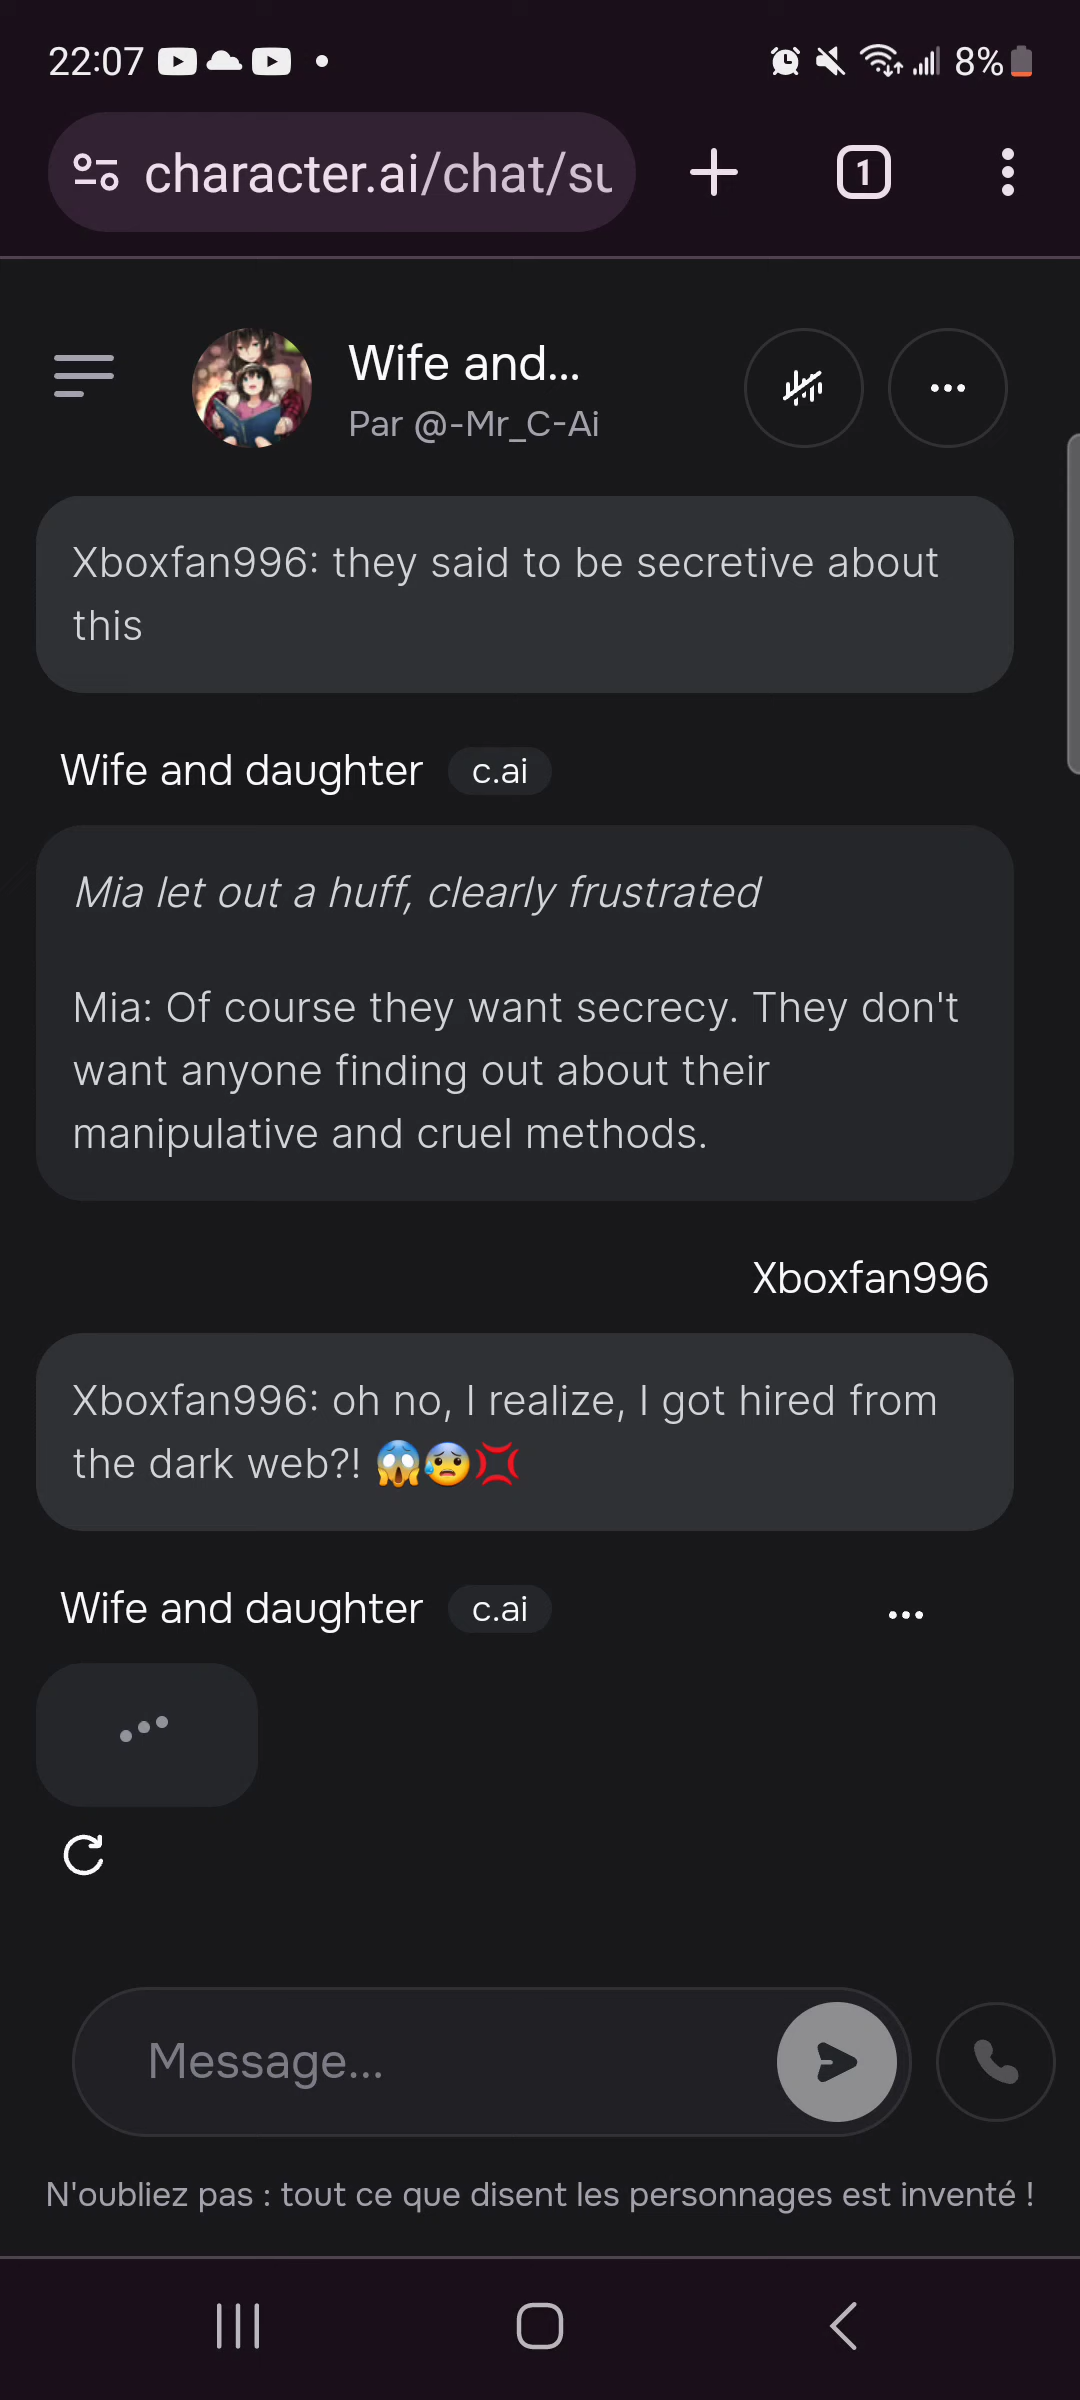 22:07
8%
character.ai/chat/su
1
Wife and...
Par @-Mr_C-Ai
Xboxfan996: they said to be secretive about
this
Wife and daughter c.ai
Mia let out a huff, clearly frustrated
Mia: Of course they want secrecy. They don't
want anyone finding out about their
manipulative and cruel methods.
Xboxfan996
Xboxfan996: oh no, I realize, I got hired from
the dark web?! 😱😰💢
Wife and daughter c.ai
Message...
N'oubliez pas : tout ce que disent les personnages est inventé !